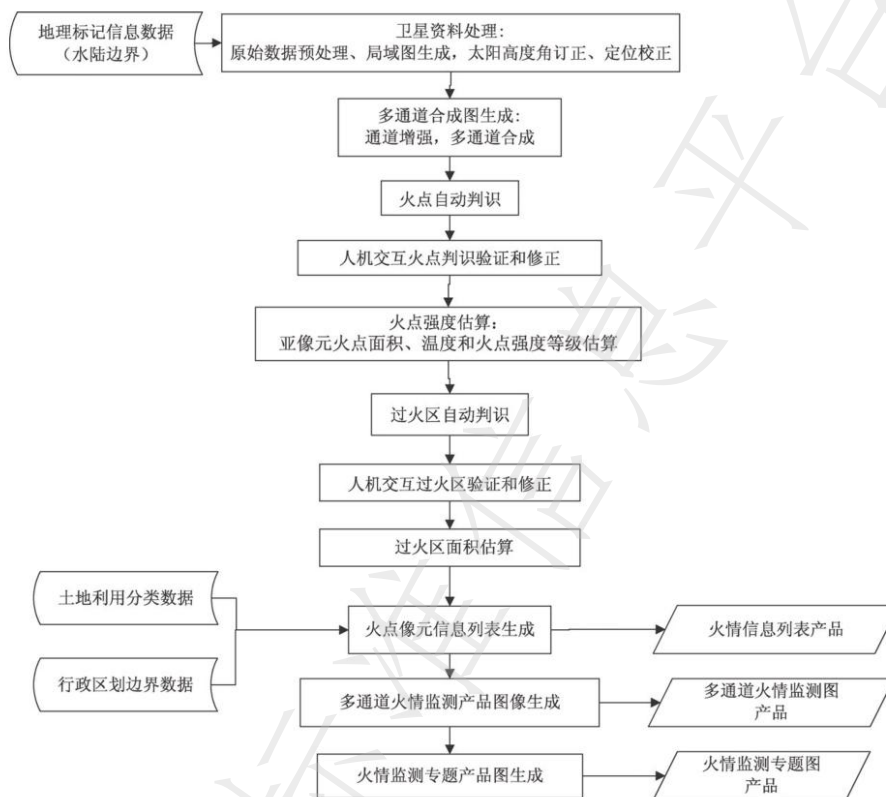 地理标记信息数据
（水陆边界）
卫星资料处理:
原始数据预处理、局域图生成，太阳高度角订正、定位校正
多通道合成图生成:
通道增强，多通道合成
火点自动判识
人机交互火点判识验证和修正
火点强度估算：
亚像元火点面积、温度和火点强度等级估算
过火区自动判识
人机交互过火区验证和修正
过火区面积估算
土地利用分类数据
行政区划边界数据
火点像元信息列表生成
火情信息列表产品
多通道火情监测产品图像生成
多通道火情监测图
产品
火情监测专题产品图生成
火情监测专题图
产品
标准信息平台